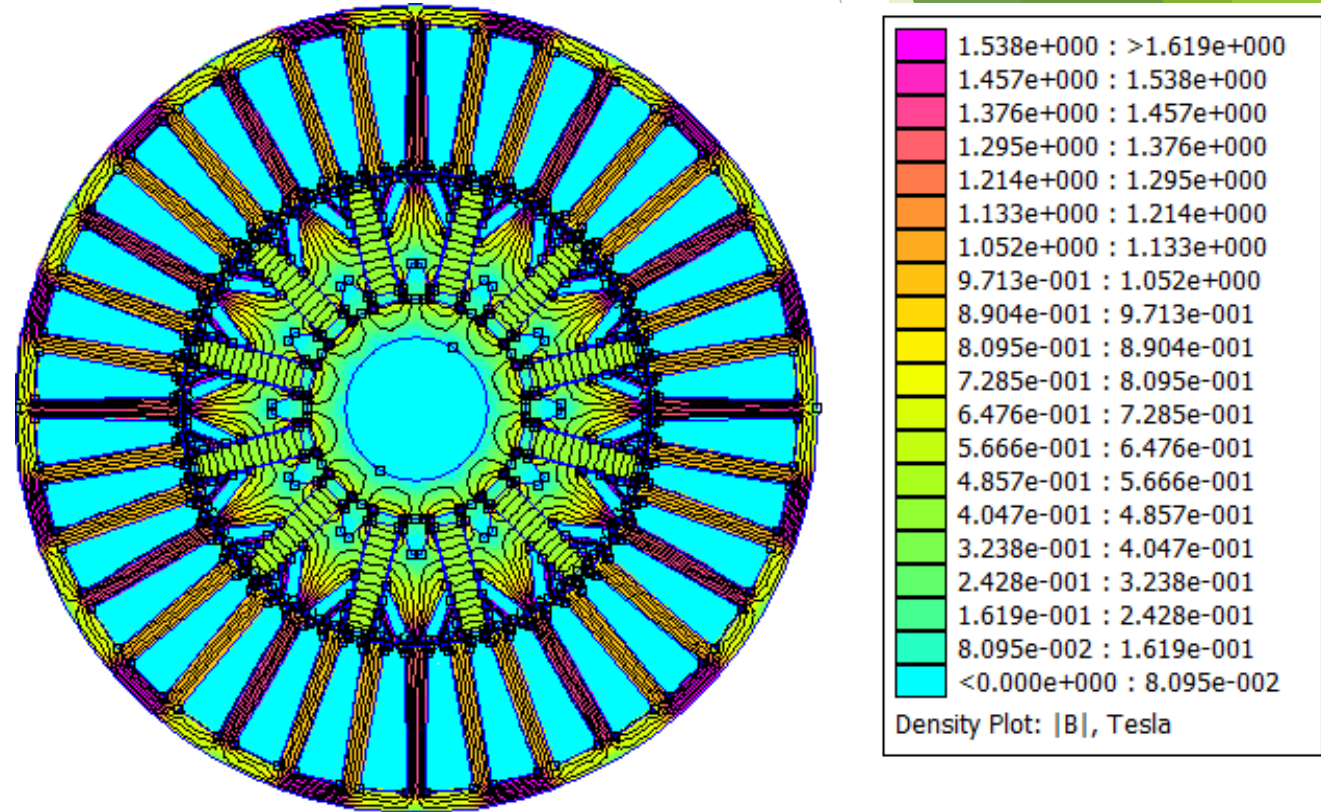 1.538e+000 : >1.619e+000
1.457e+000 : 1.538e+000
1.376e+000 : 1.457e+000
1.295e+000 : 1.376e+000
1.214e+000 : 1.295e+000
1.133e+000 : 1.214e+000
1.052e+000 : 1.133e+000
9.713e-001 : 1.052e+000
8.904e-001 : 9.713e-001
8.095e-001 : 8.904e-001
7.285e-001 : 8.095e-001
6.476e-001 : 7.285e-001
5.666e-001 : 6.476e-001
4.857e-001 : 5.666e-001
4.047e-001 : 4.857e-001
3.238e-001 : 4.047e-001
2.428e-001 : 3.238e-001
1.619e-001 : 2.428e-001
8.095e-002 : 1.619e-001
<0.000e+000 : 8.095e-002
Density Plot: |B|, Tesla